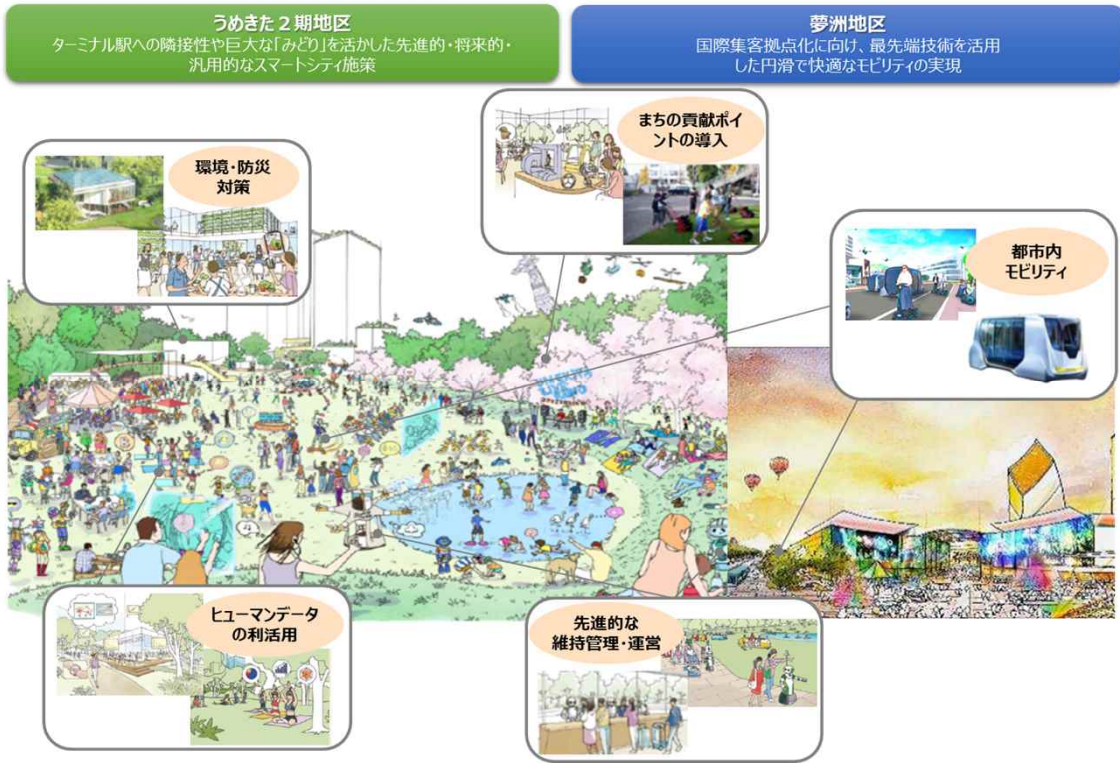 うめきた２期地区
ターミナル駅への隣接性や巨大な「みどり」を活かした先進的・将来的・
汎用的なスマートシティ施策
夢洲地区
国際集客拠点化に向け、最先端技術を活用
した円滑で快適なモビリティの実現
まちの貢献ポイ
ントの導入
環境・防災
対策
都市内
モビリティ
ヒューマンデータ
の利活用
先進的な
維持管理・運営